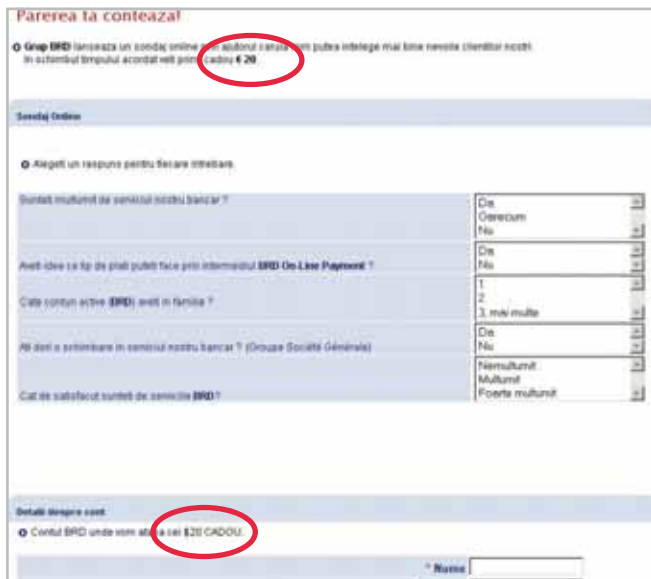 Parerea ta conteaza!
Grup BRD lanseaza un sondaj online prin ajutorul caruia vom putea intelege mai bine nevoile clientilor nostri.
In schimbul timpului acordat veti primi cadou € 20.
Sondaj Online
Alegeti un raspuns pentru fiecare intrebare.
Sunteti multumit de serviciul nostru bancar ?
Da
Oarecum
Nu
Aveti idee ce tip de plati puteti face prin intermediul BRD On-Line Payment ?
Da
Nu
Cate conturi active (BRD) aveti in familie ?
1
2
3, mai multe
Ati dori o schimbare in serviciul nostru bancar ? (Groupe Société Générale)
Da
Nu
Cat de satisfacut sunteti de serviciile BRD?
Nemultumit
Multumit
Foarte multumit
Detalii despre cont
Contul BRD unde vom atasa cei $20 CADOU.
* Nume